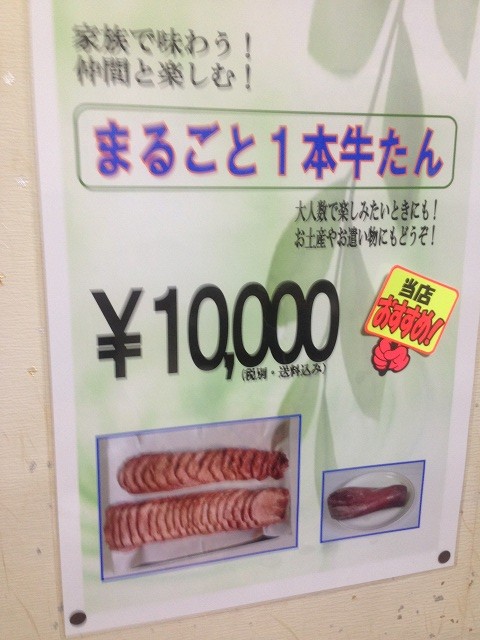 家族で味わう！
仲間と楽しむ！
まるごと１本牛たん
大人数で楽しみたいときにも！
お土産やお遣い物にもどうぞ！
¥10,000
(税別・送料込み)
当店
おすすめ!